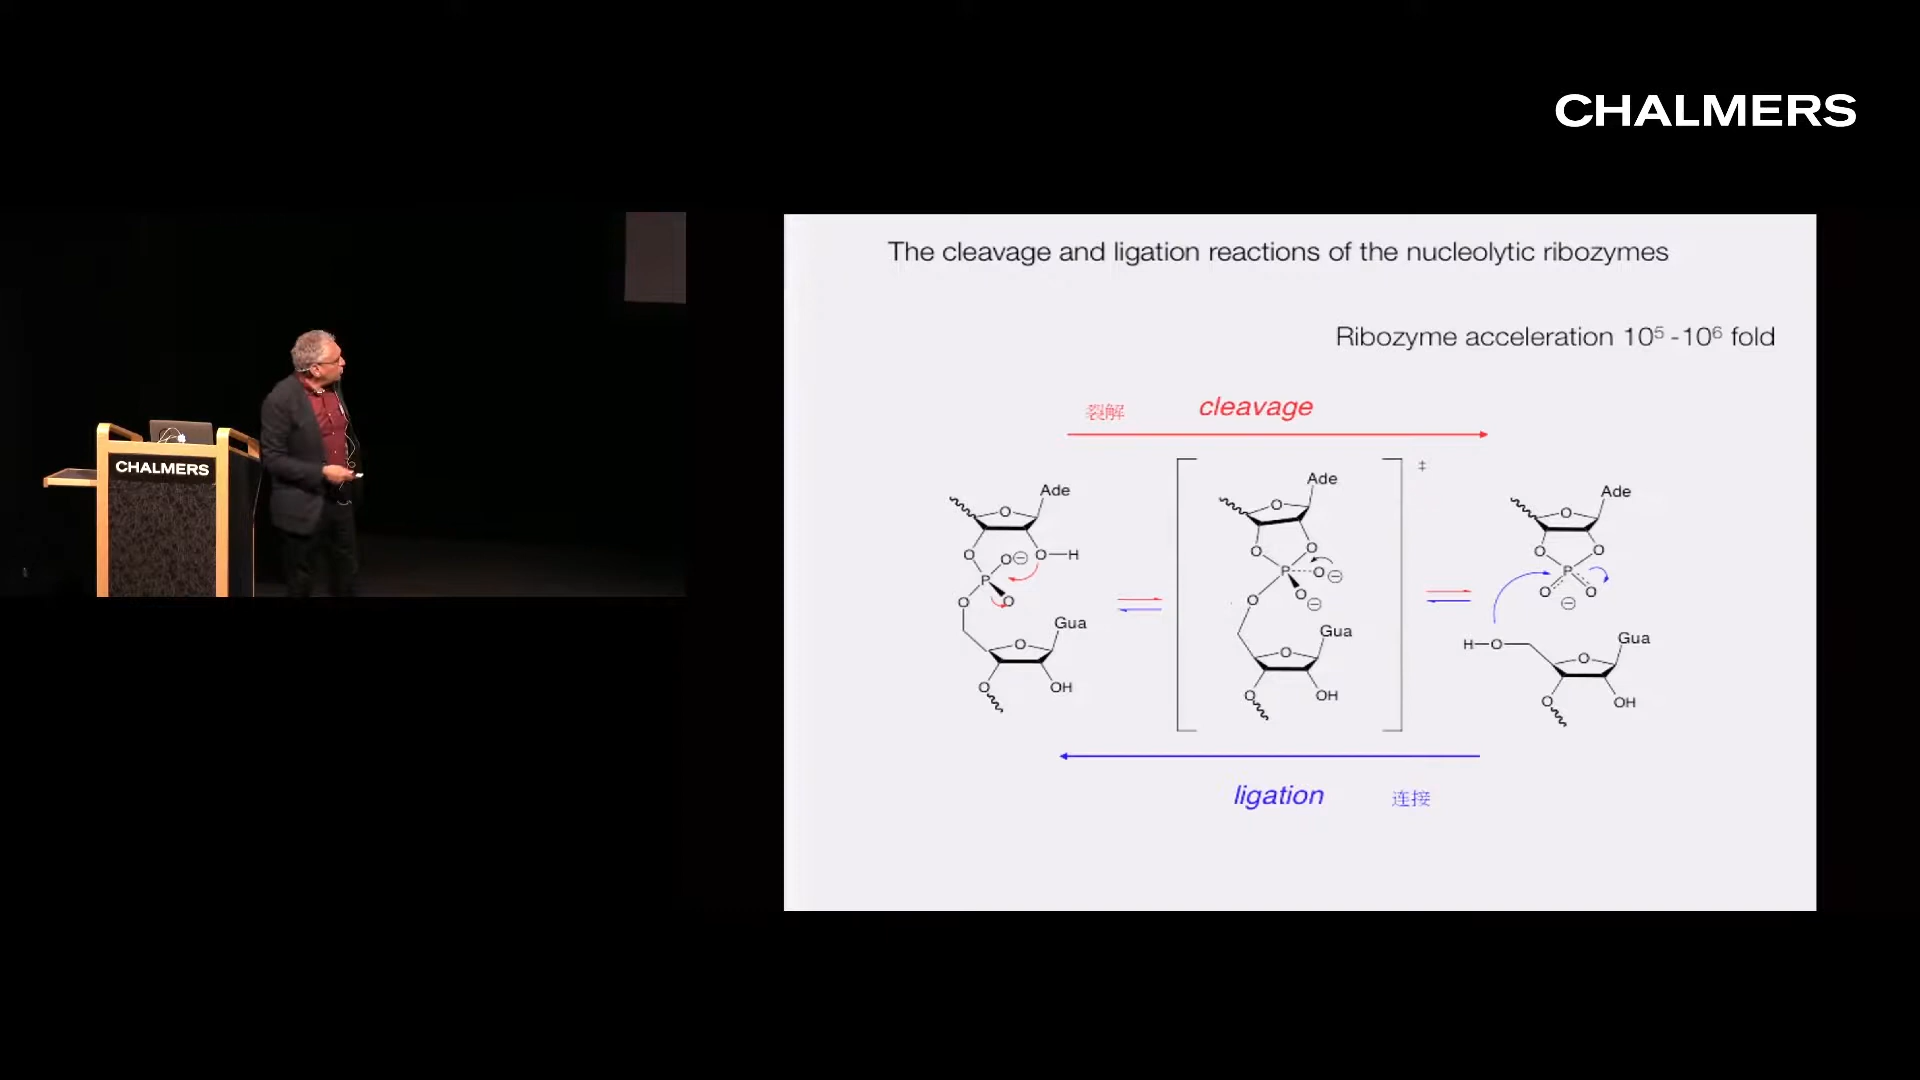 CHALMERS
CHALMERS
The cleavage and ligation reactions of the nucleolytic ribozymes
Ribozyme acceleration 10⁵ -10⁶ fold
裂解 cleavage
‡
Ade
O
O O⊖ O—H
P
O O
Gua
O
O OH
Ade
O
O O
P O⊖
O O⊖
Gua
O
O OH
Ade
O
O O
P
O O
⊖
H—O Gua
O
O OH
ligation 连接